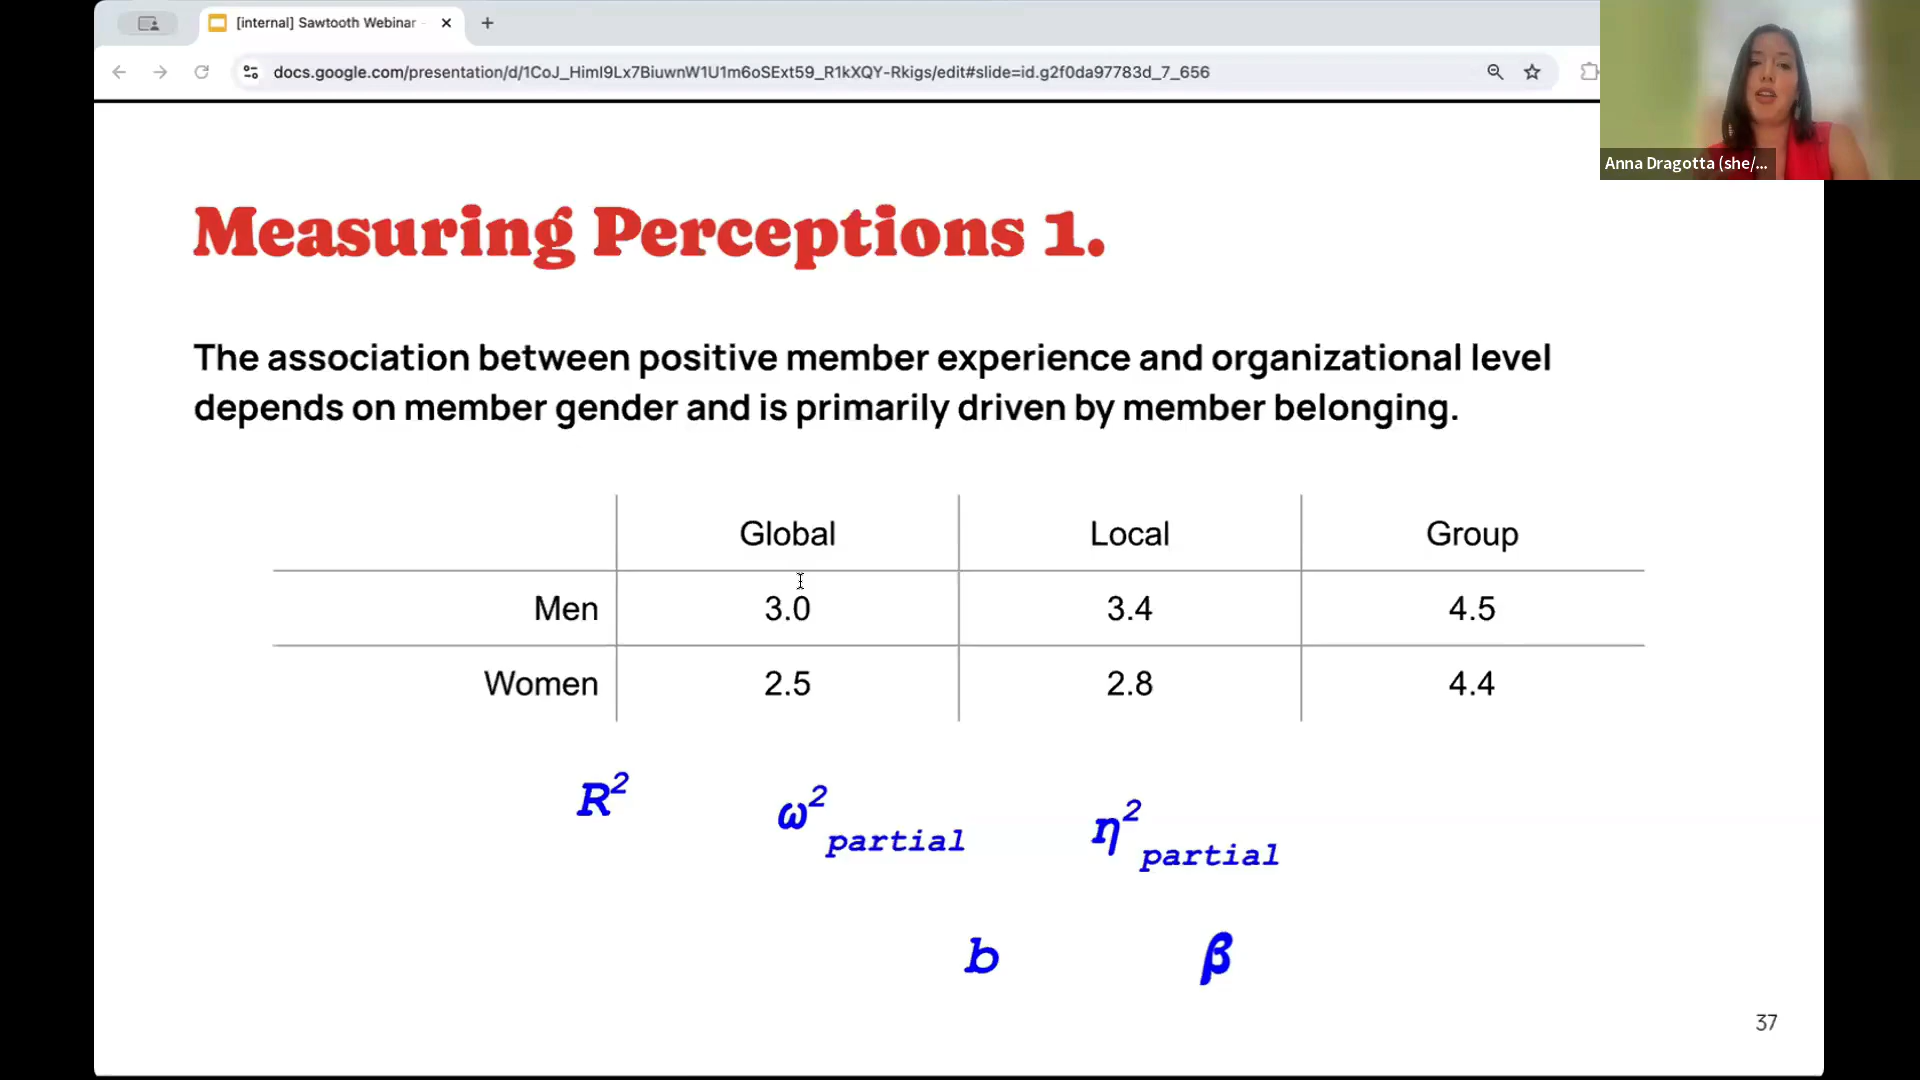 [internal] Sawtooth Webinar
docs.google.com/presentation/d/1CoJ_HimI9Lx7BiuwnW1U1m6oSExt59_R1kXQY-Rkigs/edit#slide=id.g2f0da97783d_7_656
Anna Dragotta (she/...
Measuring Perceptions 1.
The association between positive member experience and organizational level
depends on member gender and is primarily driven by member belonging.
Global Local Group
Men 3.0 3.4 4.5
Women 2.5 2.8 4.4
R² ω²partial η²partial
b β
37